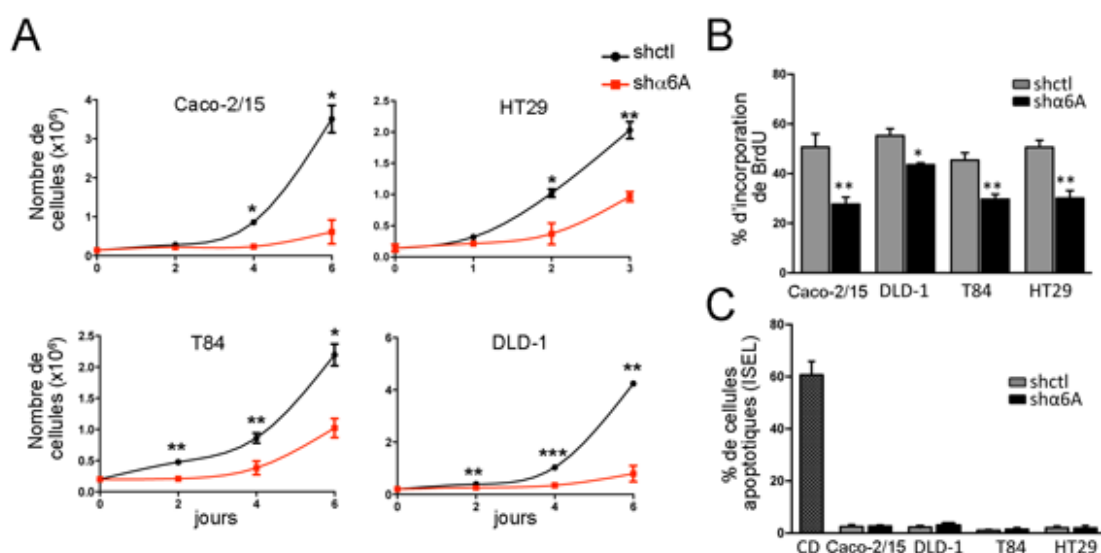 A
shctl
shα6A
Caco-2/15
Nombre de cellules (x10⁶)
4
3
2
1
0
*
*
0 2 4 6
HT29
2.5
2.0
1.5
1.0
0.5
0.0
*
**
0 1 2 3
T84
Nombre de cellules (x10⁶)
2.5
2.0
1.5
1.0
0.5
0.0
**
**
*
0 2 4 6
jours
DLD-1
6
4
2
0
**
***
**
0 2 4 6
jours
B
shctl
shα6A
% d'incorporation de BrdU
80
60
40
20
0
**
*
**
**
Caco-2/15 DLD-1 T84 HT29
C
shctl
shα6A
% de cellules apoptotiques (ISEL)
80
60
40
20
0
CD Caco-2/15 DLD-1 T84 HT29